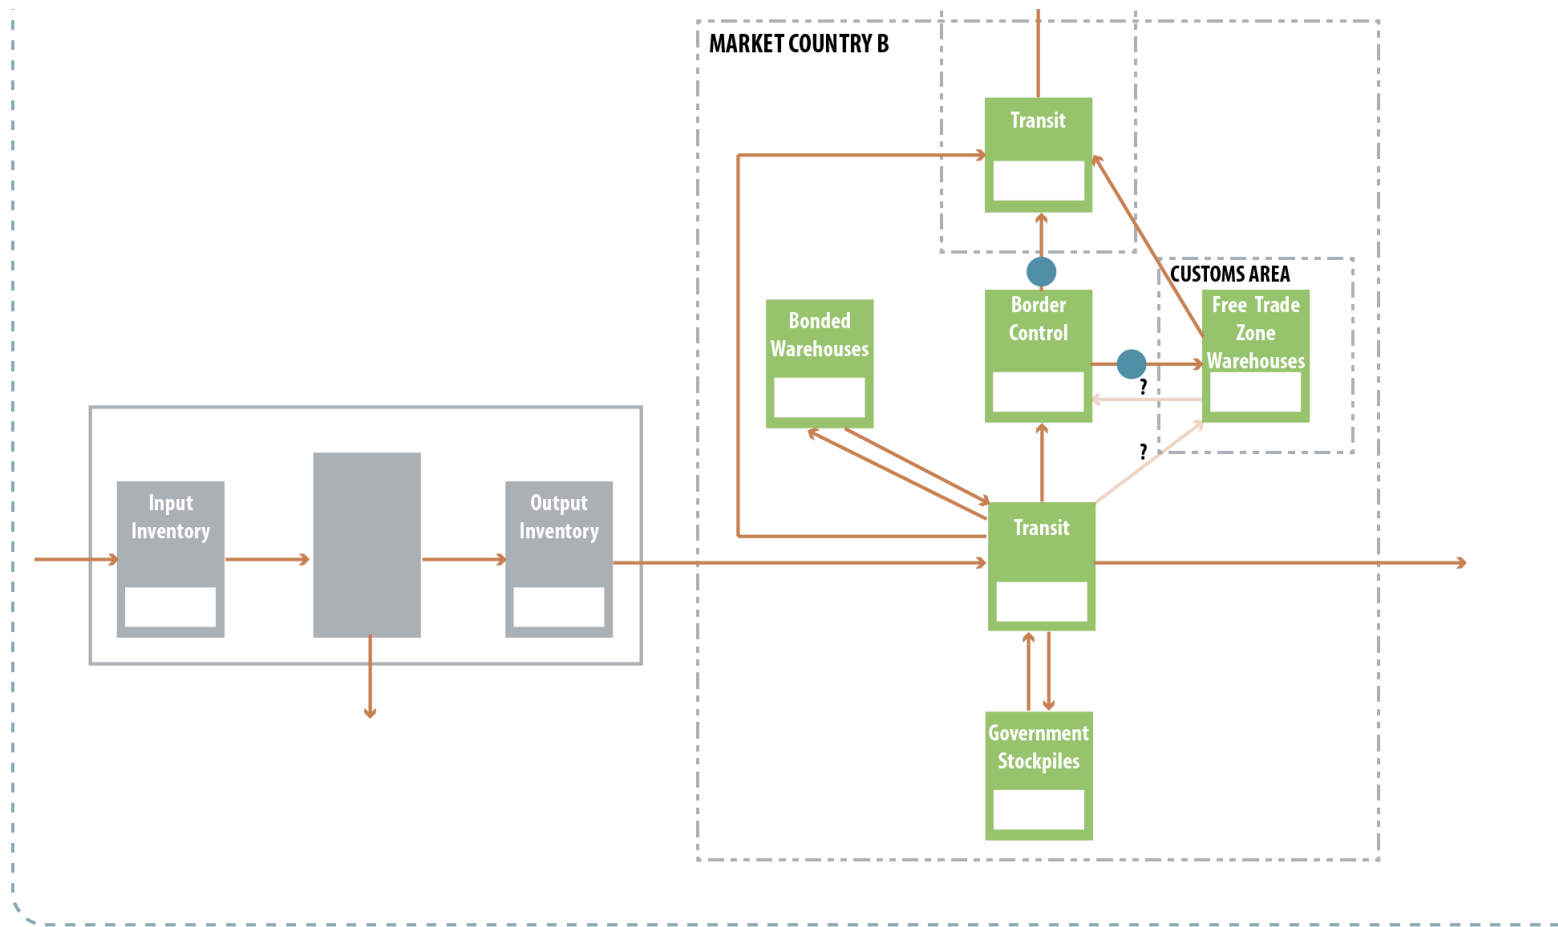 MARKET COUNTRY B
Transit
CUSTOMS AREA
Bonded
Warehouses
Border
Control
Free Trade
Zone
Warehouses
?
?
Input
Inventory
Output
Inventory
Transit
Government
Stockpiles